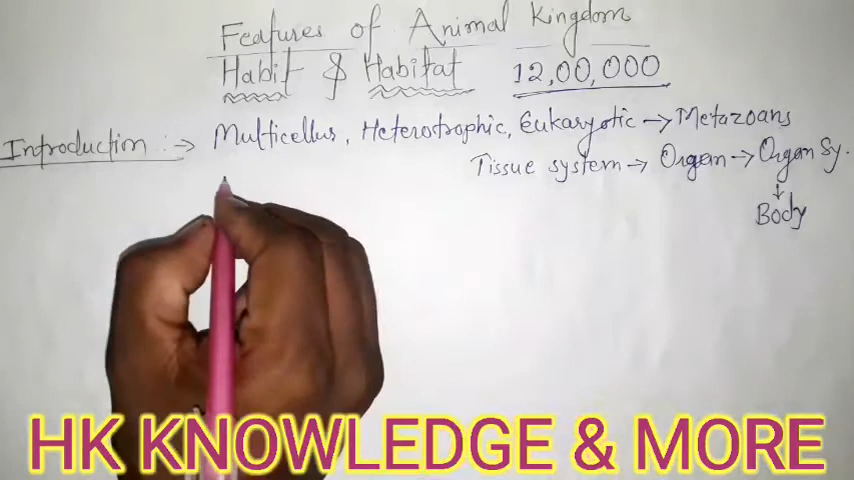 Features of Animal Kingdom
Habit & Habitat 12,00,000
Introduction :→ Multicellus, Heterotrophic, Eukaryotic → Metazoans
Tissue system → Organ → Organ Sy.
↓
Body
HK KNOWLEDGE & MORE